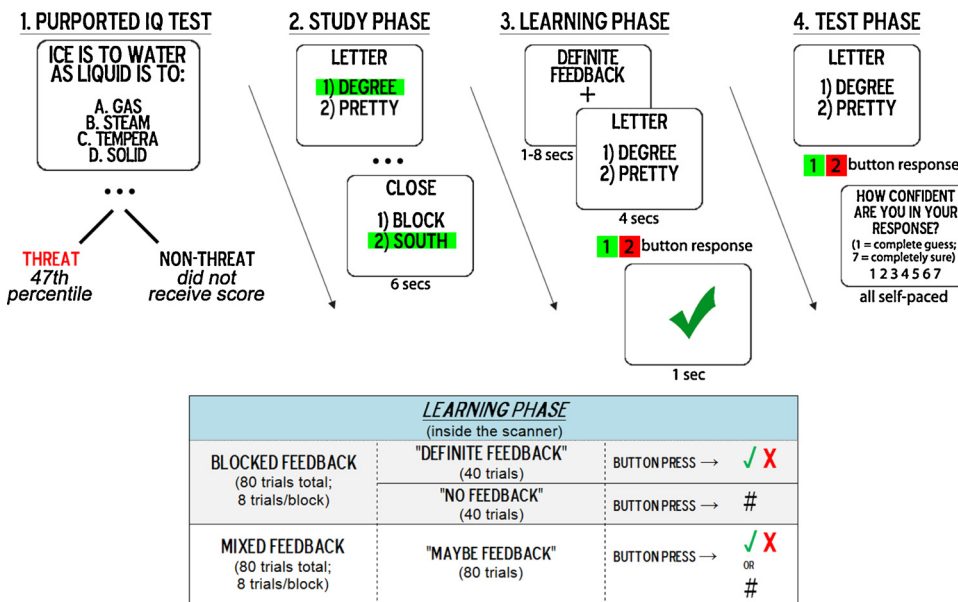 1. PURPORTED IQ TEST
ICE IS TO WATER
AS LIQUID IS TO:
A. GAS
B. STEAM
C. TEMPERA
D. SOLID
...
THREAT
47th
percentile
NON-THREAT
did not
receive score
2. STUDY PHASE
LETTER
1) DEGREE
2) PRETTY
...
CLOSE
1) BLOCK
2) SOUTH
6 secs
3. LEARNING PHASE
DEFINITE
FEEDBACK
+
1-8 secs
LETTER
1) DEGREE
2) PRETTY
4 secs
1 2 button response
1 sec
4. TEST PHASE
LETTER
1) DEGREE
2) PRETTY
1 2 button response
HOW CONFIDENT
ARE YOU IN YOUR
RESPONSE?
(1 = complete guess;
7 = completely sure)
1 2 3 4 5 6 7
all self-paced
LEARNING PHASE
(inside the scanner)
BLOCKED FEEDBACK
(80 trials total;
8 trials/block)
"DEFINITE FEEDBACK"
(40 trials)
BUTTON PRESS → √ X
"NO FEEDBACK"
(40 trials)
BUTTON PRESS → #
MIXED FEEDBACK
(80 trials total;
8 trials/block)
"MAYBE FEEDBACK"
(80 trials)
BUTTON PRESS → √ X
OR
#